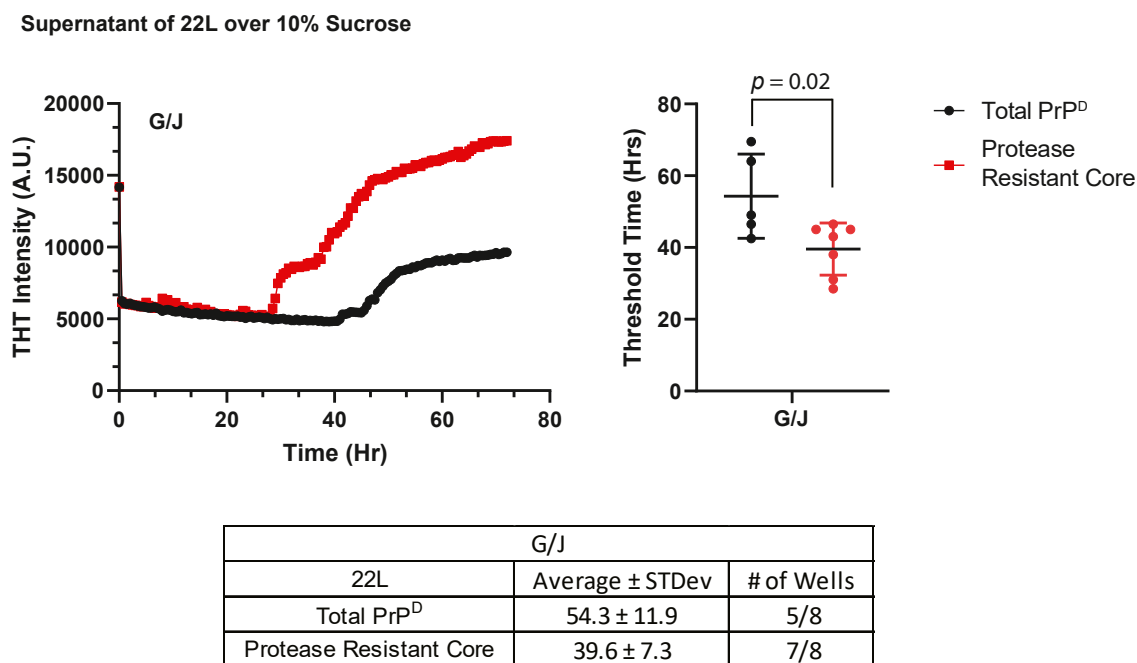 Supernatant of 22L over 10% Sucrose
20000
15000
10000
5000
0
THT Intensity (A.U.)
G/J
0 20 40 60 80
Time (Hr)
80
60
40
20
0
Threshold Time (Hrs)
p = 0.02
G/J
Total PrPᴰ
Protease
Resistant Core
G/J
22L Average ± STDev # of Wells
Total PrPᴰ 54.3 ± 11.9 5/8
Protease Resistant Core 39.6 ± 7.3 7/8